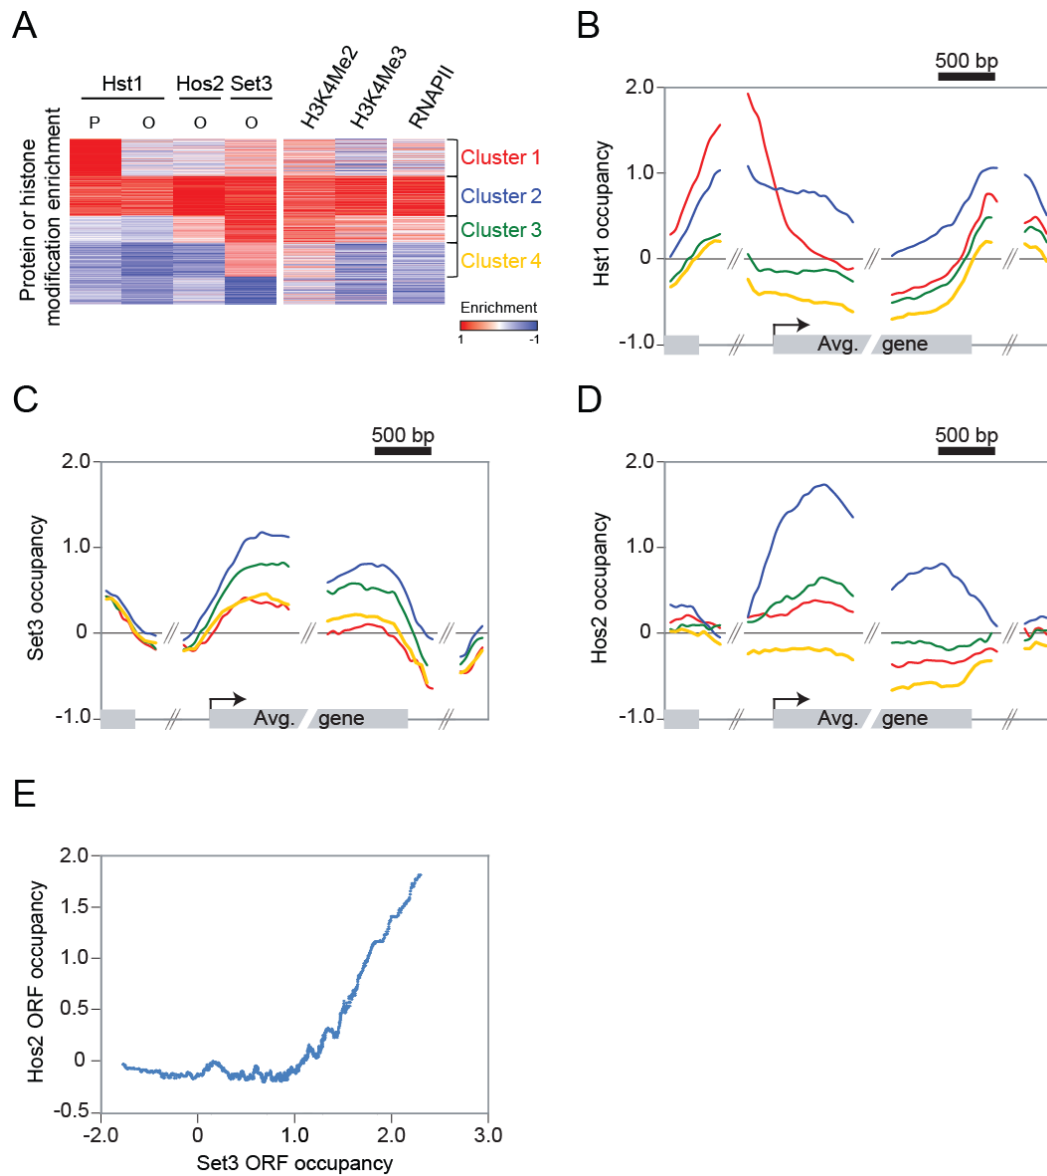 A
Hst1 Hos2 Set3 H3K4Me2 H3K4Me3 RNAPII
P O O O
Protein or histone
modification enrichment
Cluster 1
Cluster 2
Cluster 3
Cluster 4
Enrichment
1 -1
B
500 bp
Hst1 occupancy
2.0
1.0
0
-1.0
Avg. gene
C
500 bp
Set3 occupancy
2.0
1.0
0
-1.0
Avg. gene
D
500 bp
Hos2 occupancy
2.0
1.0
0
-1.0
Avg. gene
E
Hos2 ORF occupancy
2.0
1.5
1.0
0.5
0
-0.5
-2.0 0 1.0 2.0 3.0
Set3 ORF occupancy